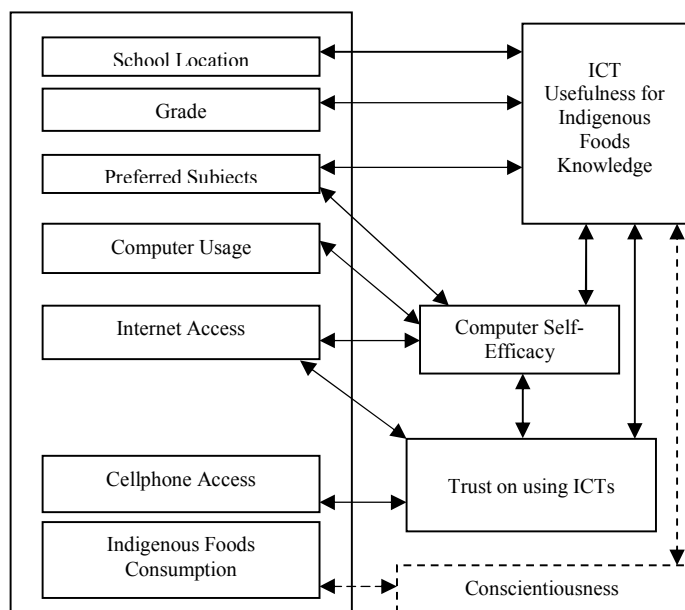 School Location
Grade
Preferred Subjects
Computer Usage
Internet Access
Cellphone Access
Indigenous Foods
Consumption
ICT
Usefulness for
Indigenous
Foods
Knowledge
Computer Self-
Efficacy
Trust on using ICTs
Conscientiousness